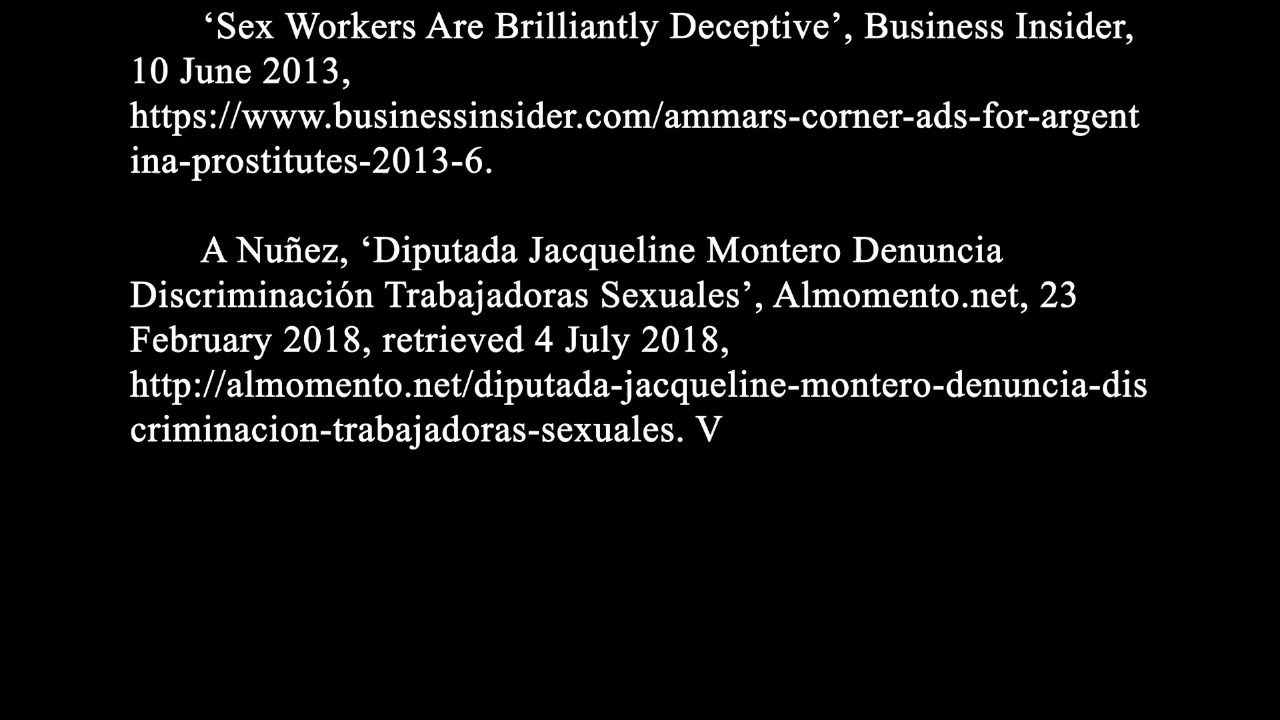 ‘Sex Workers Are Brilliantly Deceptive’, Business Insider,
10 June 2013,
https://www.businessinsider.com/ammars-corner-ads-for-argent
ina-prostitutes-2013-6.
A Nuñez, ‘Diputada Jacqueline Montero Denuncia
Discriminación Trabajadoras Sexuales’, Almomento.net, 23
February 2018, retrieved 4 July 2018,
http://almomento.net/diputada-jacqueline-montero-denuncia-dis
criminacion-trabajadoras-sexuales. V